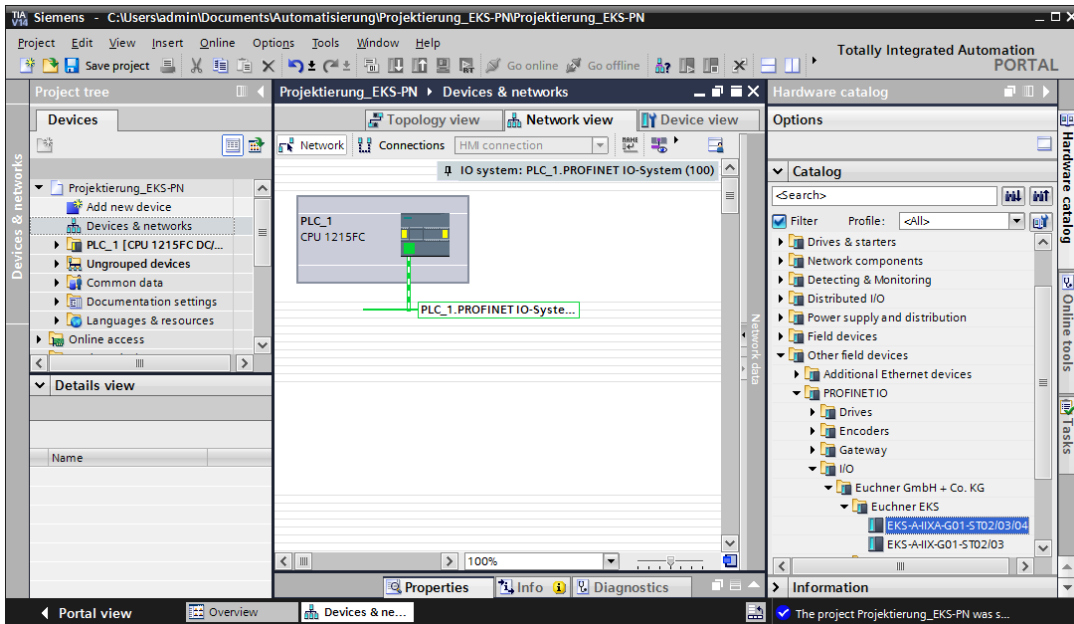 TIA V14 Siemens - C:\Users\admin\Documents\Automatisierung\Projektierung_EKS-PN\Projektierung_EKS-PN
Project Edit View Insert Online Options Tools Window Help
Totally Integrated Automation
PORTAL
Save project Go online Go offline
Project tree
Devices
Devices & networks
Projektierung_EKS-PN
Add new device
Devices & networks
PLC_1 [CPU 1215FC DC/...
Ungrouped devices
Common data
Documentation settings
Languages & resources
Online access
Details view
Name
Projektierung_EKS-PN Devices & networks
Topology view Network view Device view
Network Connections HMI connection
IO system: PLC_1.PROFINET IO-System (100)
PLC_1
CPU 1215FC
PLC_1.PROFINET IO-Syste...
Network data
100%
Properties Info Diagnostics
Hardware catalog
Options
Catalog
<Search>
Filter Profile: <All>
Drives & starters
Network components
Detecting & Monitoring
Distributed I/O
Power supply and distribution
Field devices
Other field devices
Additional Ethernet devices
PROFINET IO
Drives
Encoders
Gateway
I/O
Euchner GmbH + Co. KG
Euchner EKS
EKS-A-IIXA-G01-ST02/03/04
EKS-A-IIX-G01-ST02/03
Information
Hardware catalog
Online tools
Tasks
Portal view Overview Devices & ne...
The project Projektierung_EKS-PN was s...